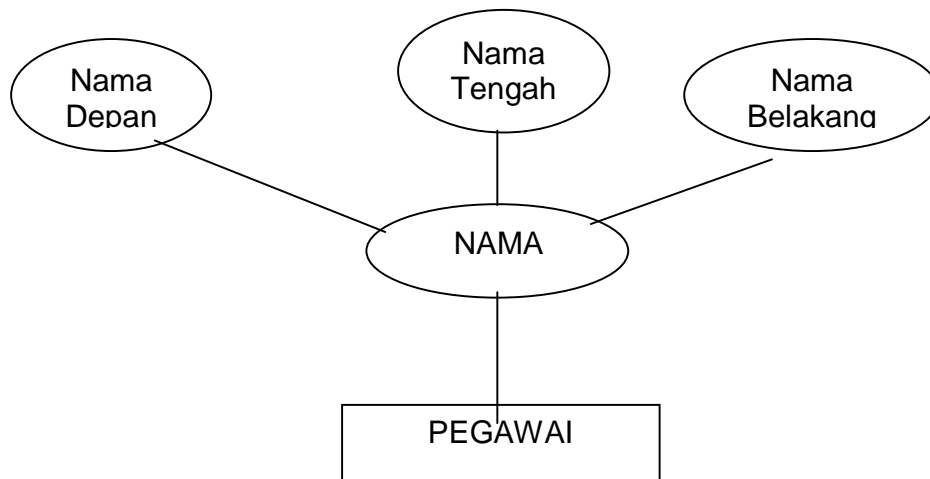 Nama
Depan
Nama
Tengah
Nama
Belakang
NAMA
PEGAWAI